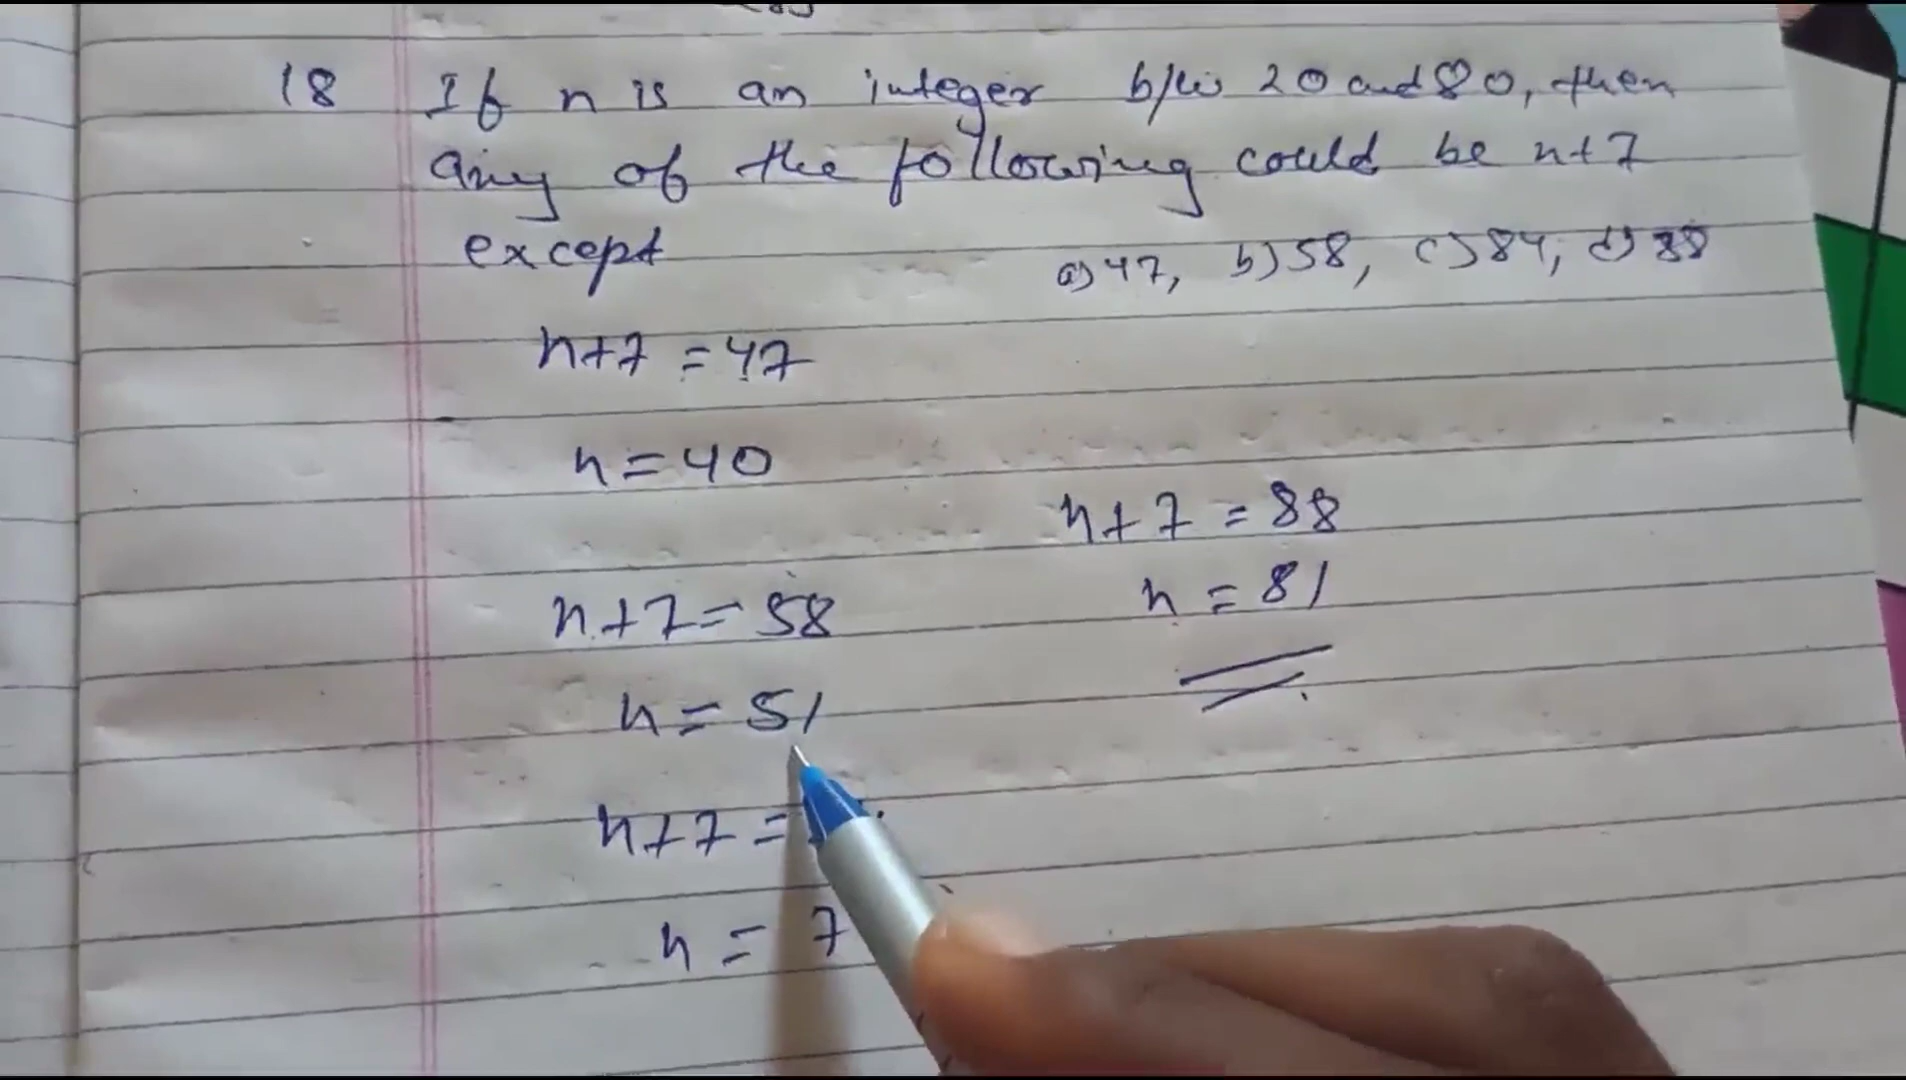 18 If n is an integer b/w 20 and 80, then
any of the following could be n+7
except
a) 47, b) 58, c) 84, d) 88
n+7 = 47
n = 40
n+7 = 58
n = 51
n+7 =
n = 7
n+7 = 88
n = 81